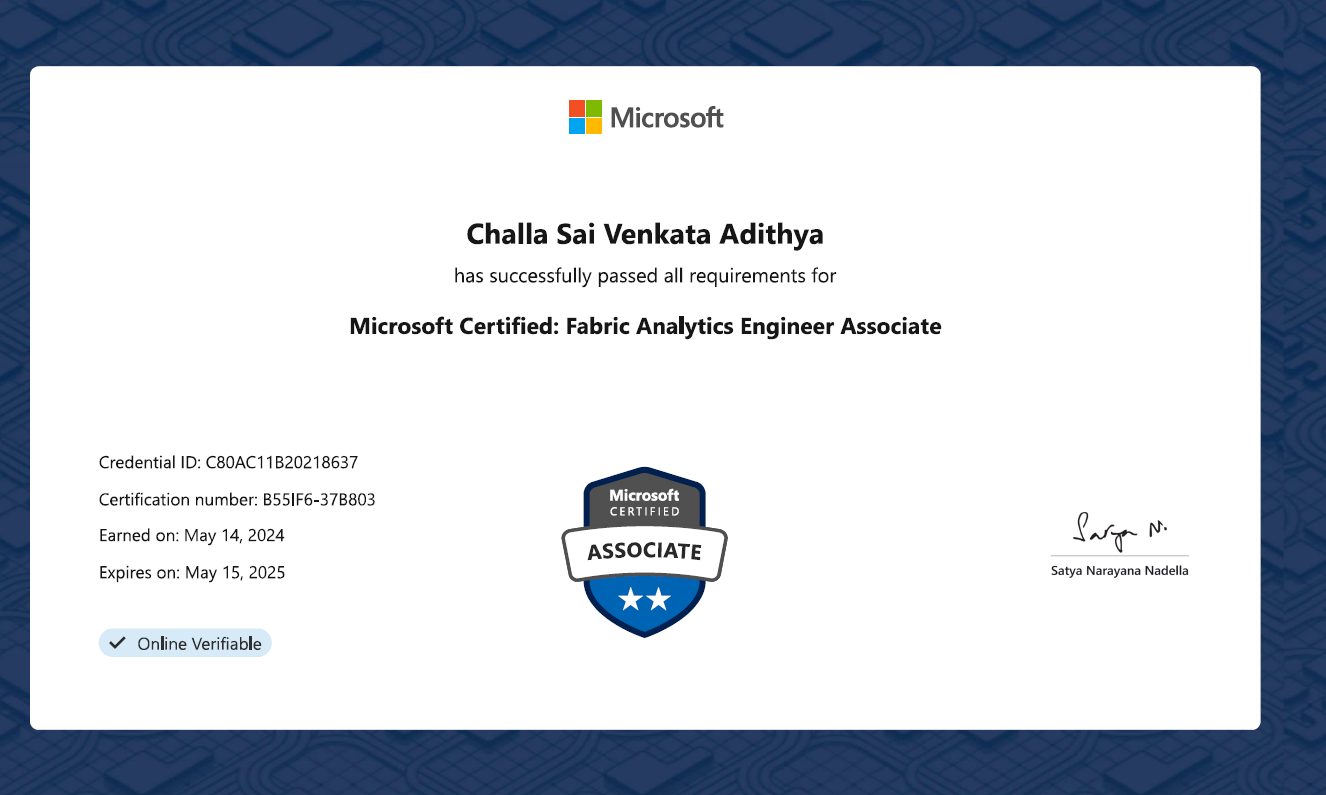 Microsoft
Challa Sai Venkata Adithya
has successfully passed all requirements for
Microsoft Certified: Fabric Analytics Engineer Associate
Credential ID: C80AC11B20218637
Certification number: B55IF6-37B803
Earned on: May 14, 2024
Expires on: May 15, 2025
Online Verifiable
Microsoft
CERTIFIED
ASSOCIATE
Satya N.
Satya Narayana Nadella